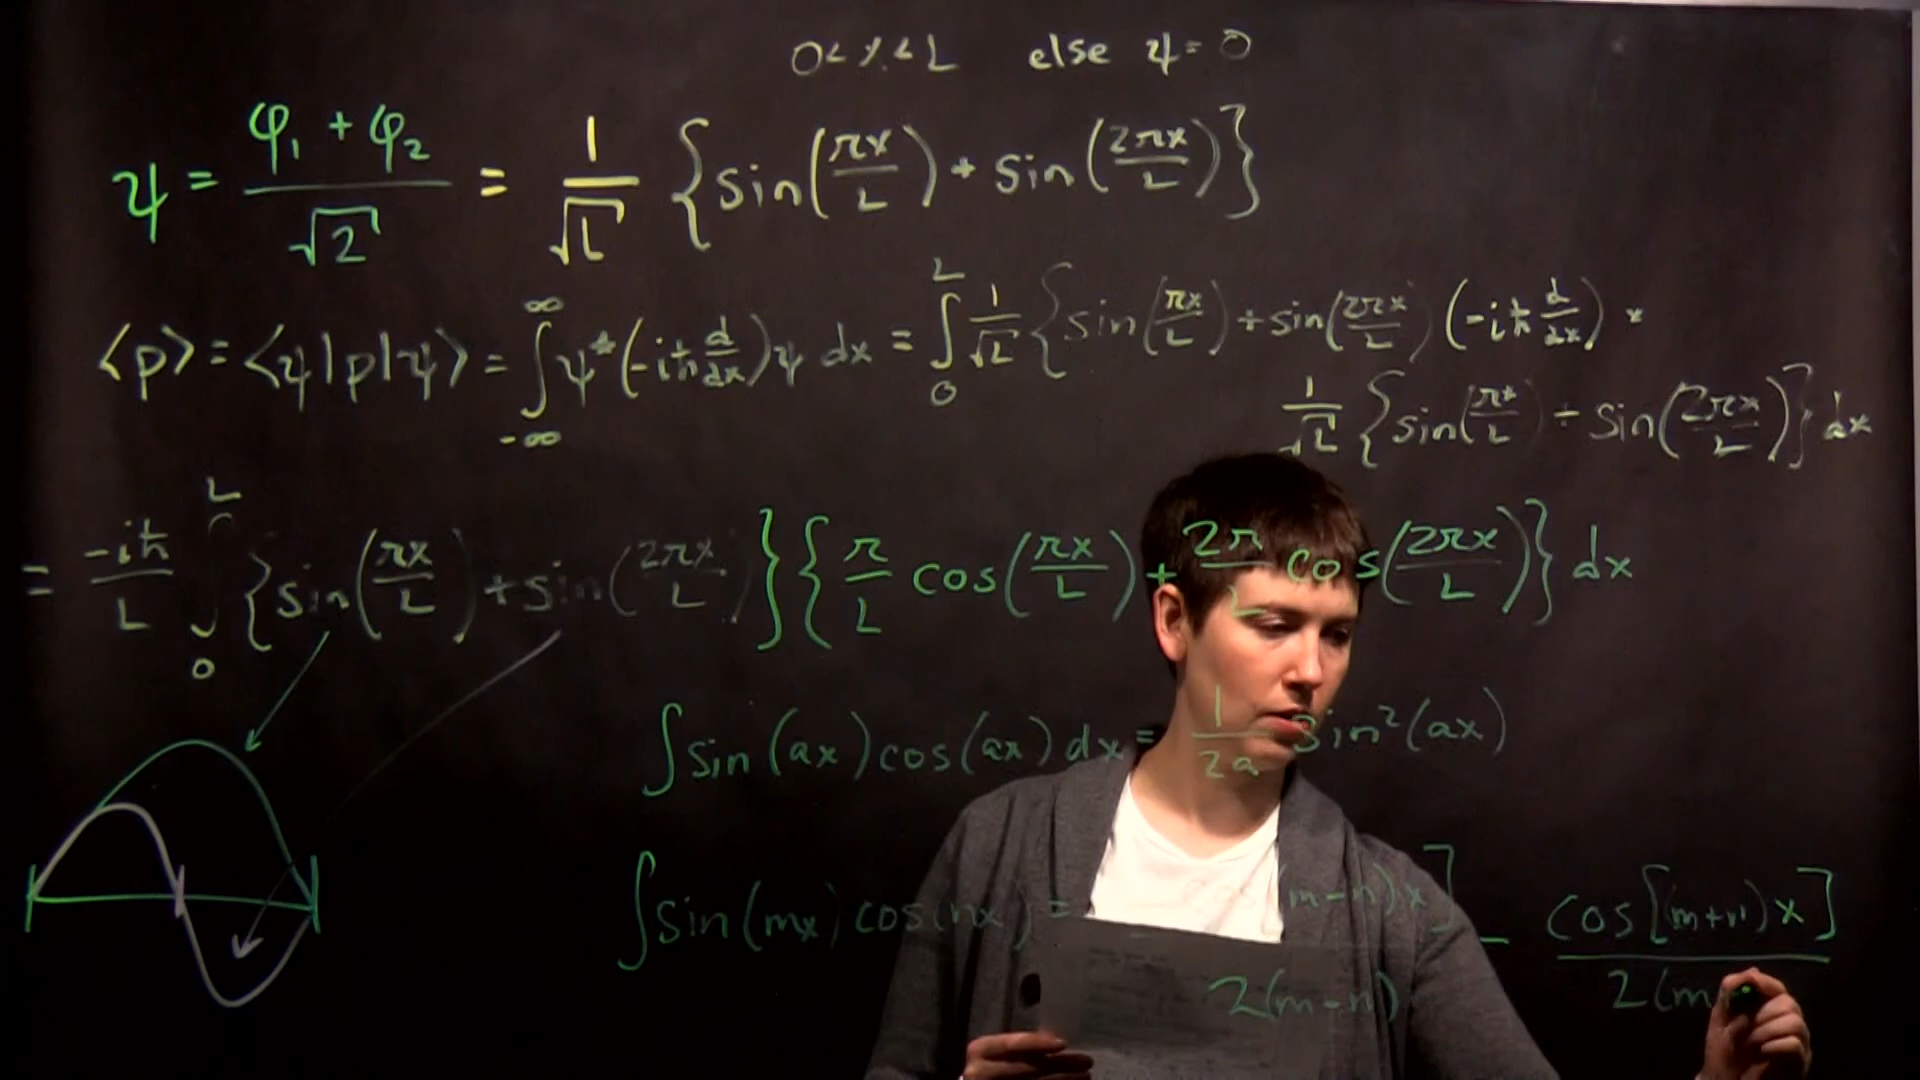 0 < x < L else ψ = 0
ψ = (φ₁ + φ₂)/√2 = 1/√L {sin(πx/L) + sin(2πx/L)}
<p> = <ψ|p|ψ> = ∫_{-∞}^{∞} ψ*(-iħ d/dx)ψ dx = ∫_0^L 1/√L {sin(πx/L) + sin(2πx/L) (-iħ d/dx) ×
1/√L {sin(πx/L) + sin(2πx/L)} dx
= -iħ/L ∫_0^L {sin(πx/L) + sin(2πx/L)}{π/L cos(πx/L) + 2π/L cos(2πx/L)} dx
∫sin(ax)cos(ax)dx = 1/2a sin²(ax)
∫sin(mx)cos(nx) = cos(m-n)x]/2(m-n) - cos[(m+n)x]/2(m+